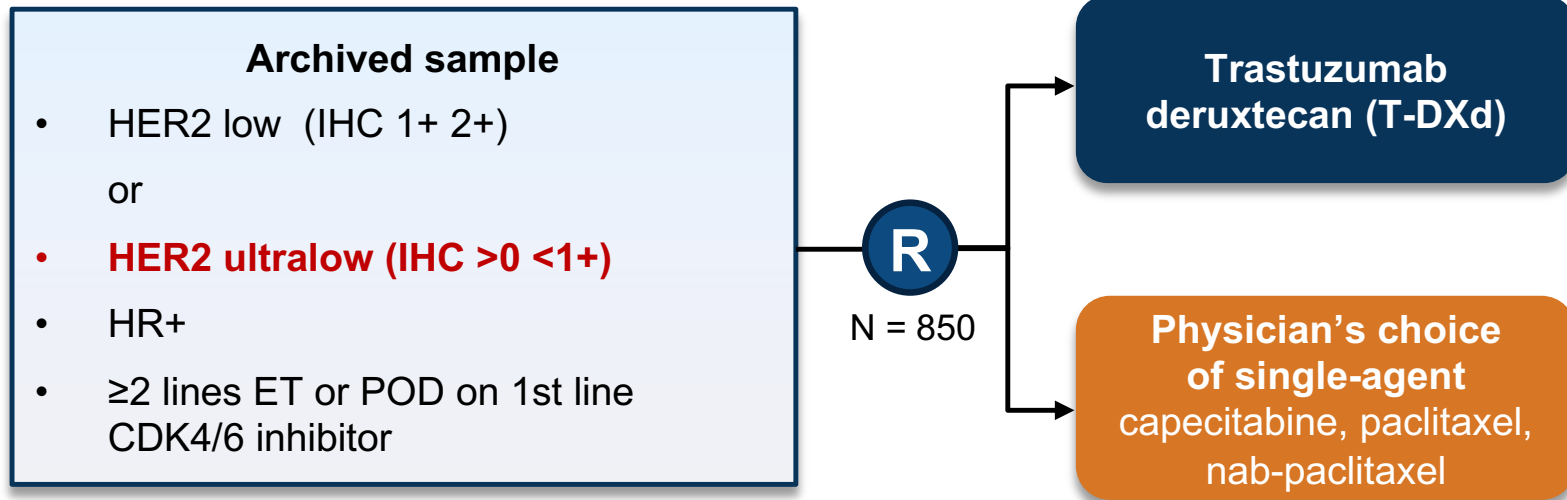 Archived sample
• HER2 low (IHC 1+ 2+)
or
• HER2 ultralow (IHC >0 <1+)
• HR+
• ≥2 lines ET or POD on 1st line
CDK4/6 inhibitor
R
N = 850
Trastuzumab
deruxtecan (T-DXd)
Physician’s choice
of single-agent
capecitabine, paclitaxel,
nab-paclitaxel